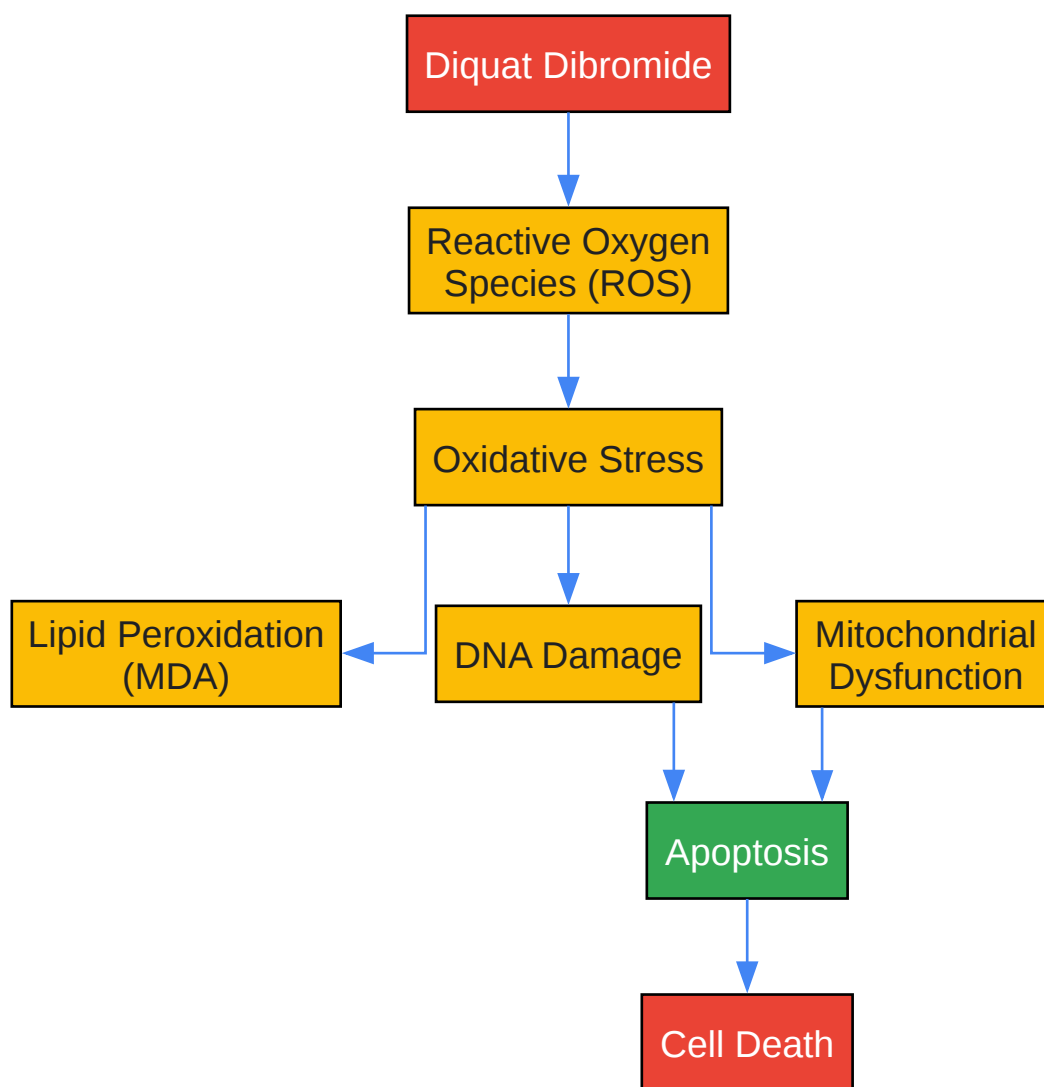 Diquat Dibromide
Reactive Oxygen
Species (ROS)
Oxidative Stress
Lipid Peroxidation
(MDA)
DNA Damage
Mitochondrial
Dysfunction
Apoptosis
Cell Death